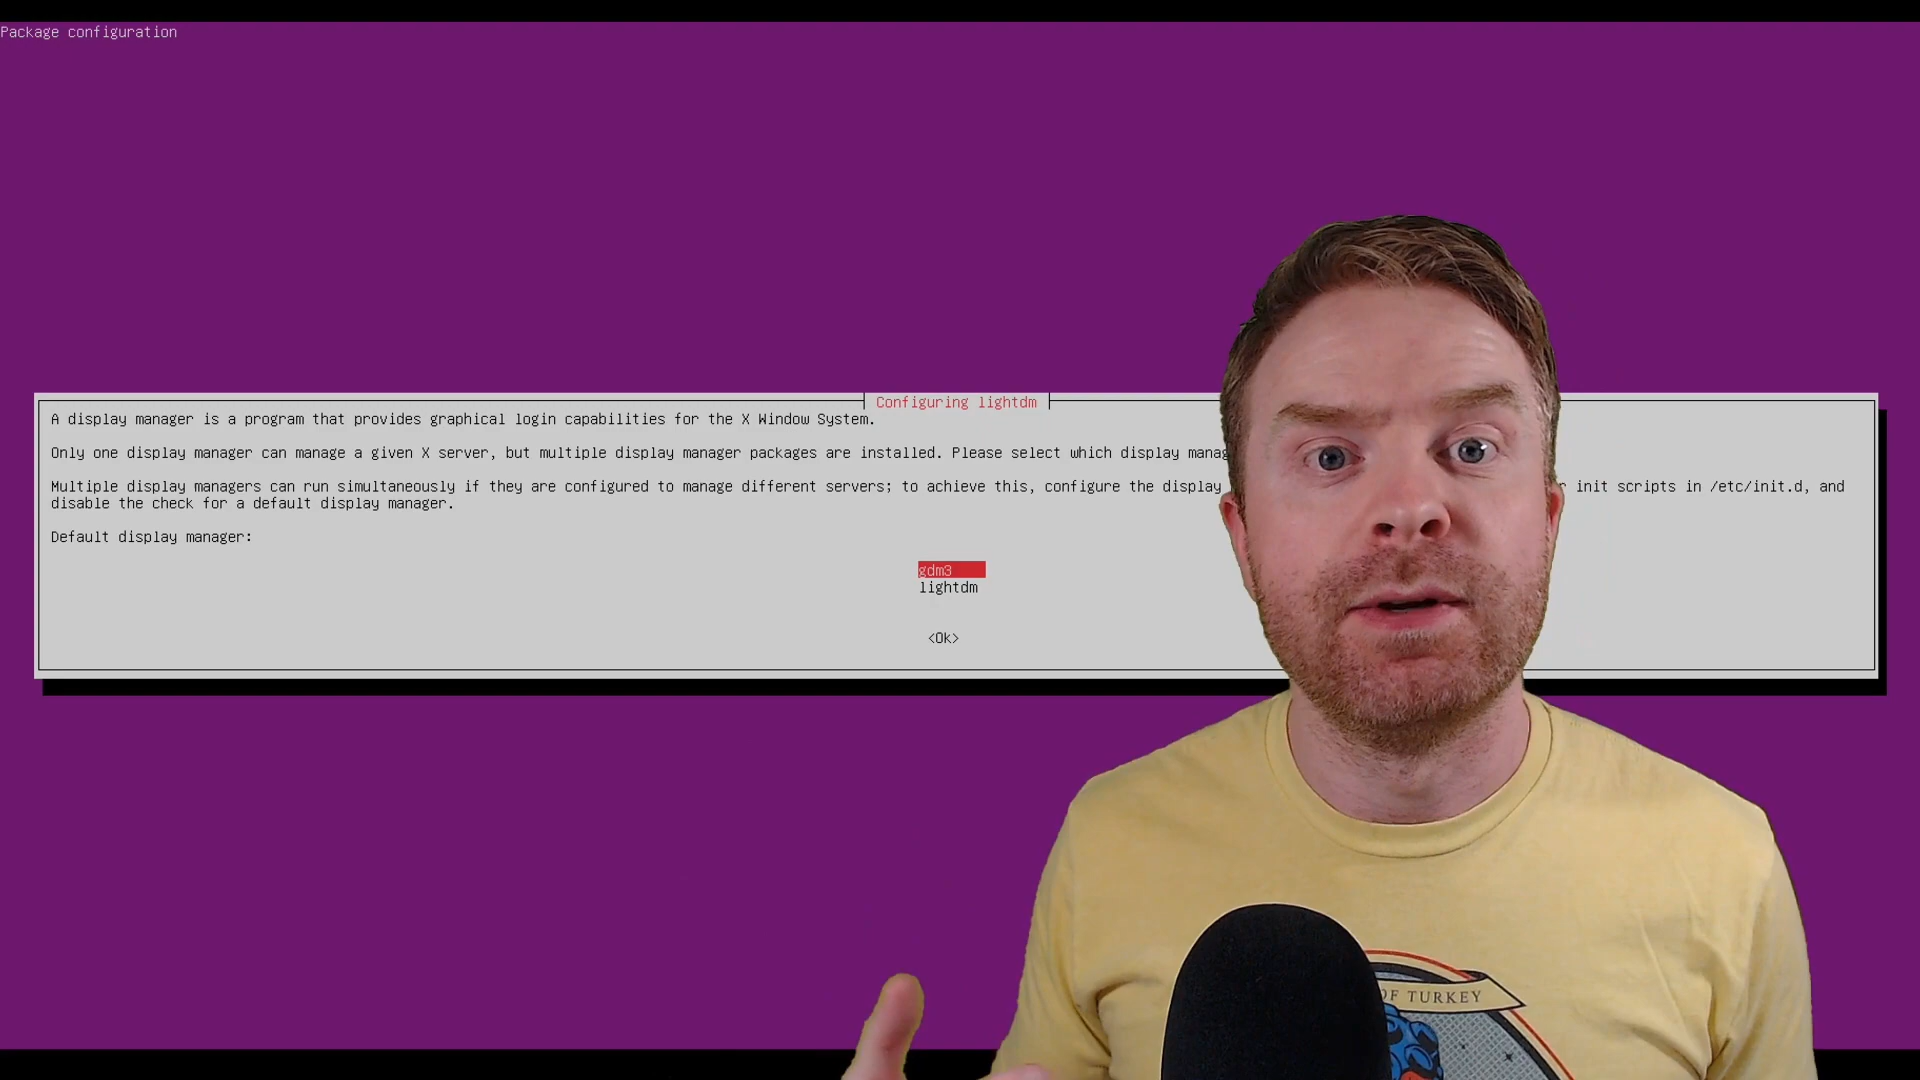 Package configuration
Configuring lightdm
A display manager is a program that provides graphical login capabilities for the X Window System.
Only one display manager can manage a given X server, but multiple display manager packages are installed. Please select which display
Multiple display managers can run simultaneously if they are configured to manage different servers; to achieve this, configure the display init scripts in /etc/init.d, and
disable the check for a default display manager.
Default display manager:
gdm3
lightdm
<Ok>
OF TURKEY